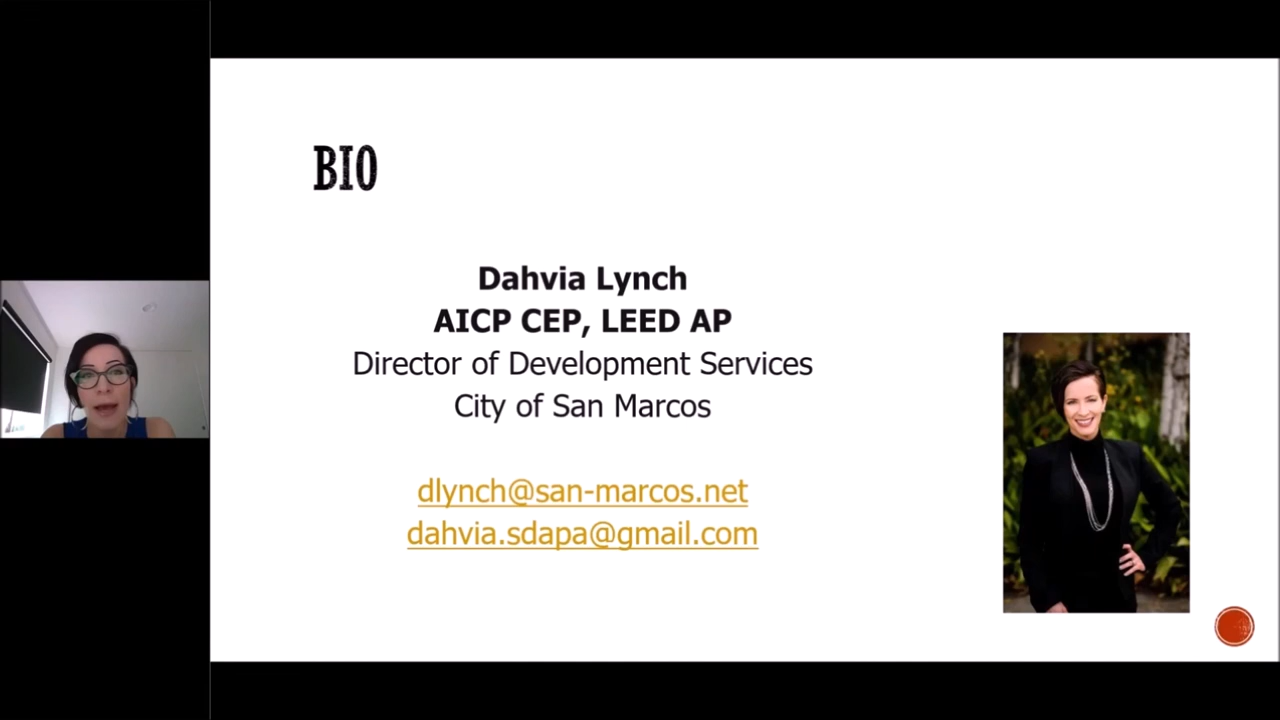 BIO
Dahvia Lynch
AICP CEP, LEED AP
Director of Development Services
City of San Marcos
dlynch@san-marcos.net
dahvia.sdapa@gmail.com